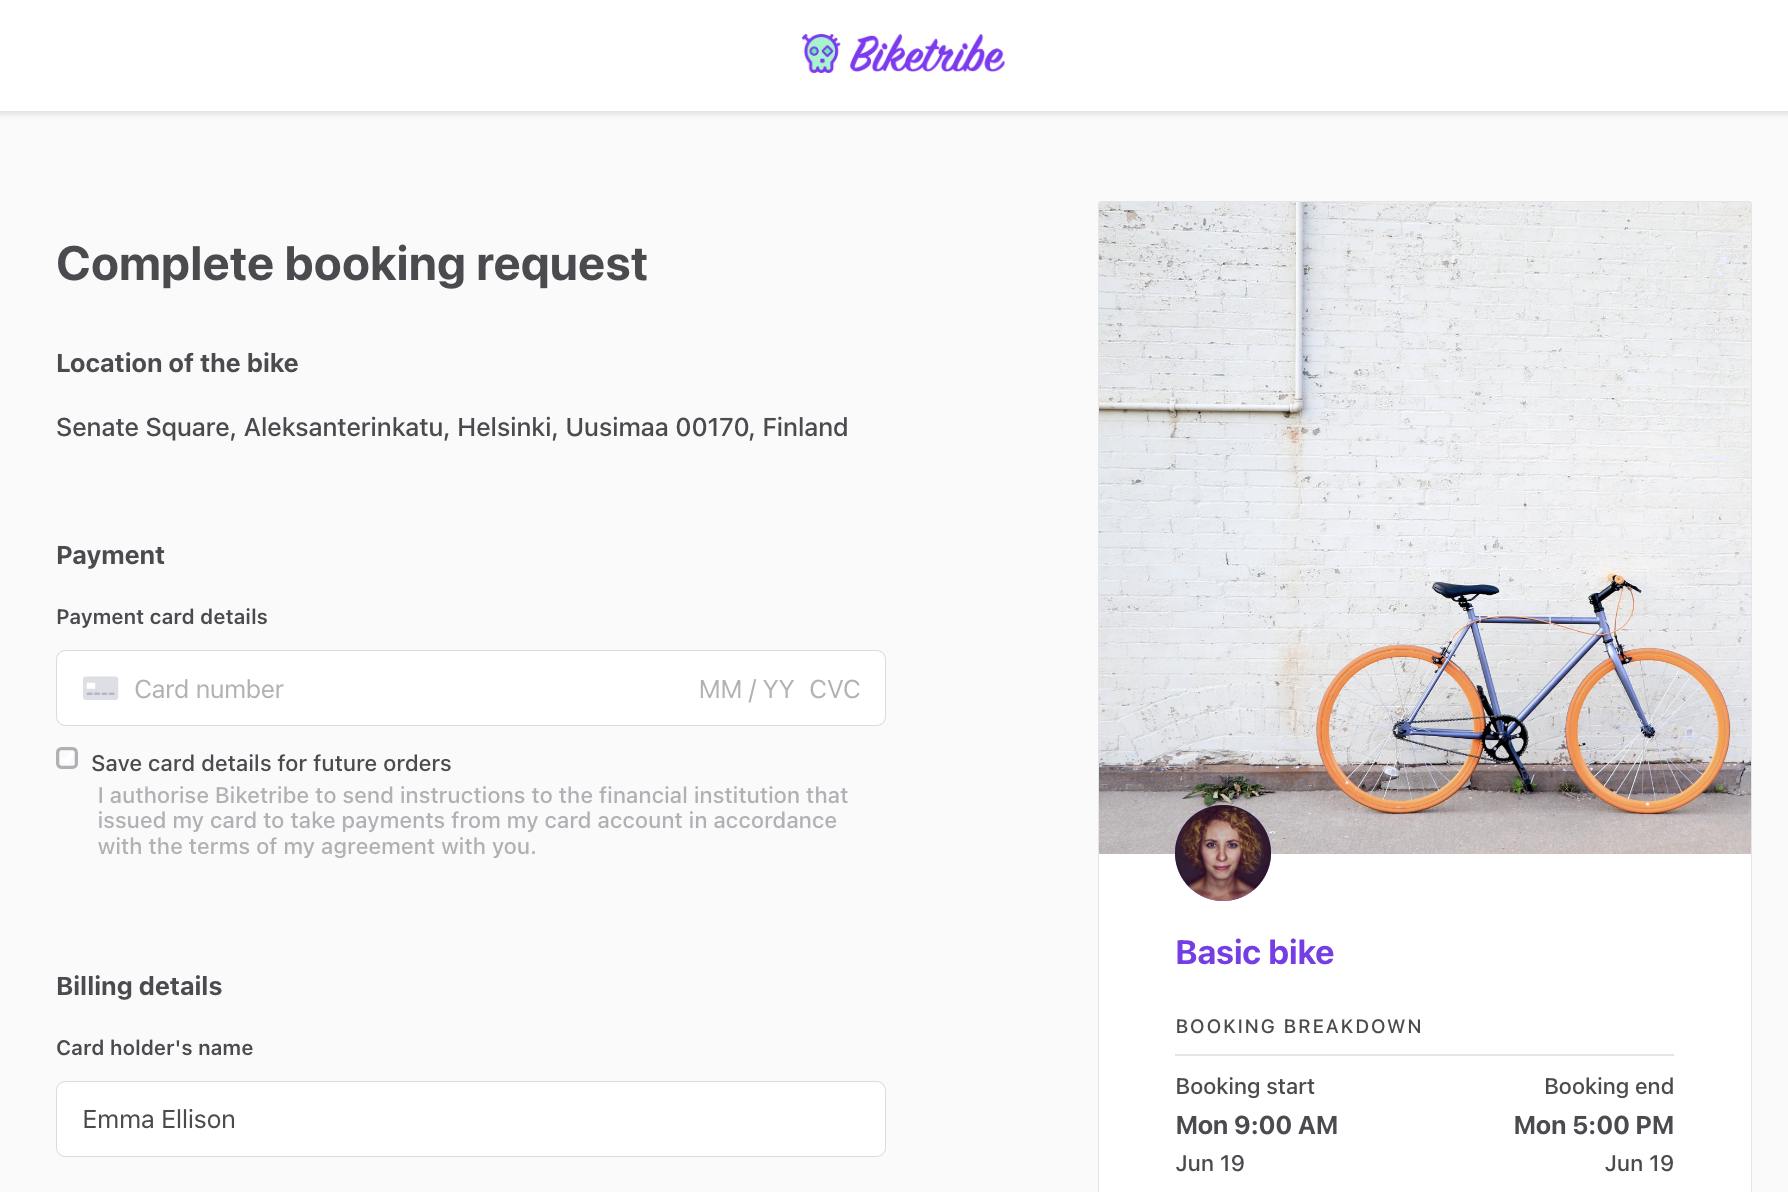 Biketribe
Complete booking request
Location of the bike
Senate Square, Aleksanterinkatu, Helsinki, Uusimaa 00170, Finland
Payment
Payment card details
Card number MM / YY CVC
Save card details for future orders
I authorise Biketribe to send instructions to the financial institution that
issued my card to take payments from my card account in accordance
with the terms of my agreement with you.
Billing details
Card holder's name
Emma Ellison
Basic bike
BOOKING BREAKDOWN
Booking start Booking end
Mon 9:00 AM Mon 5:00 PM
Jun 19 Jun 19